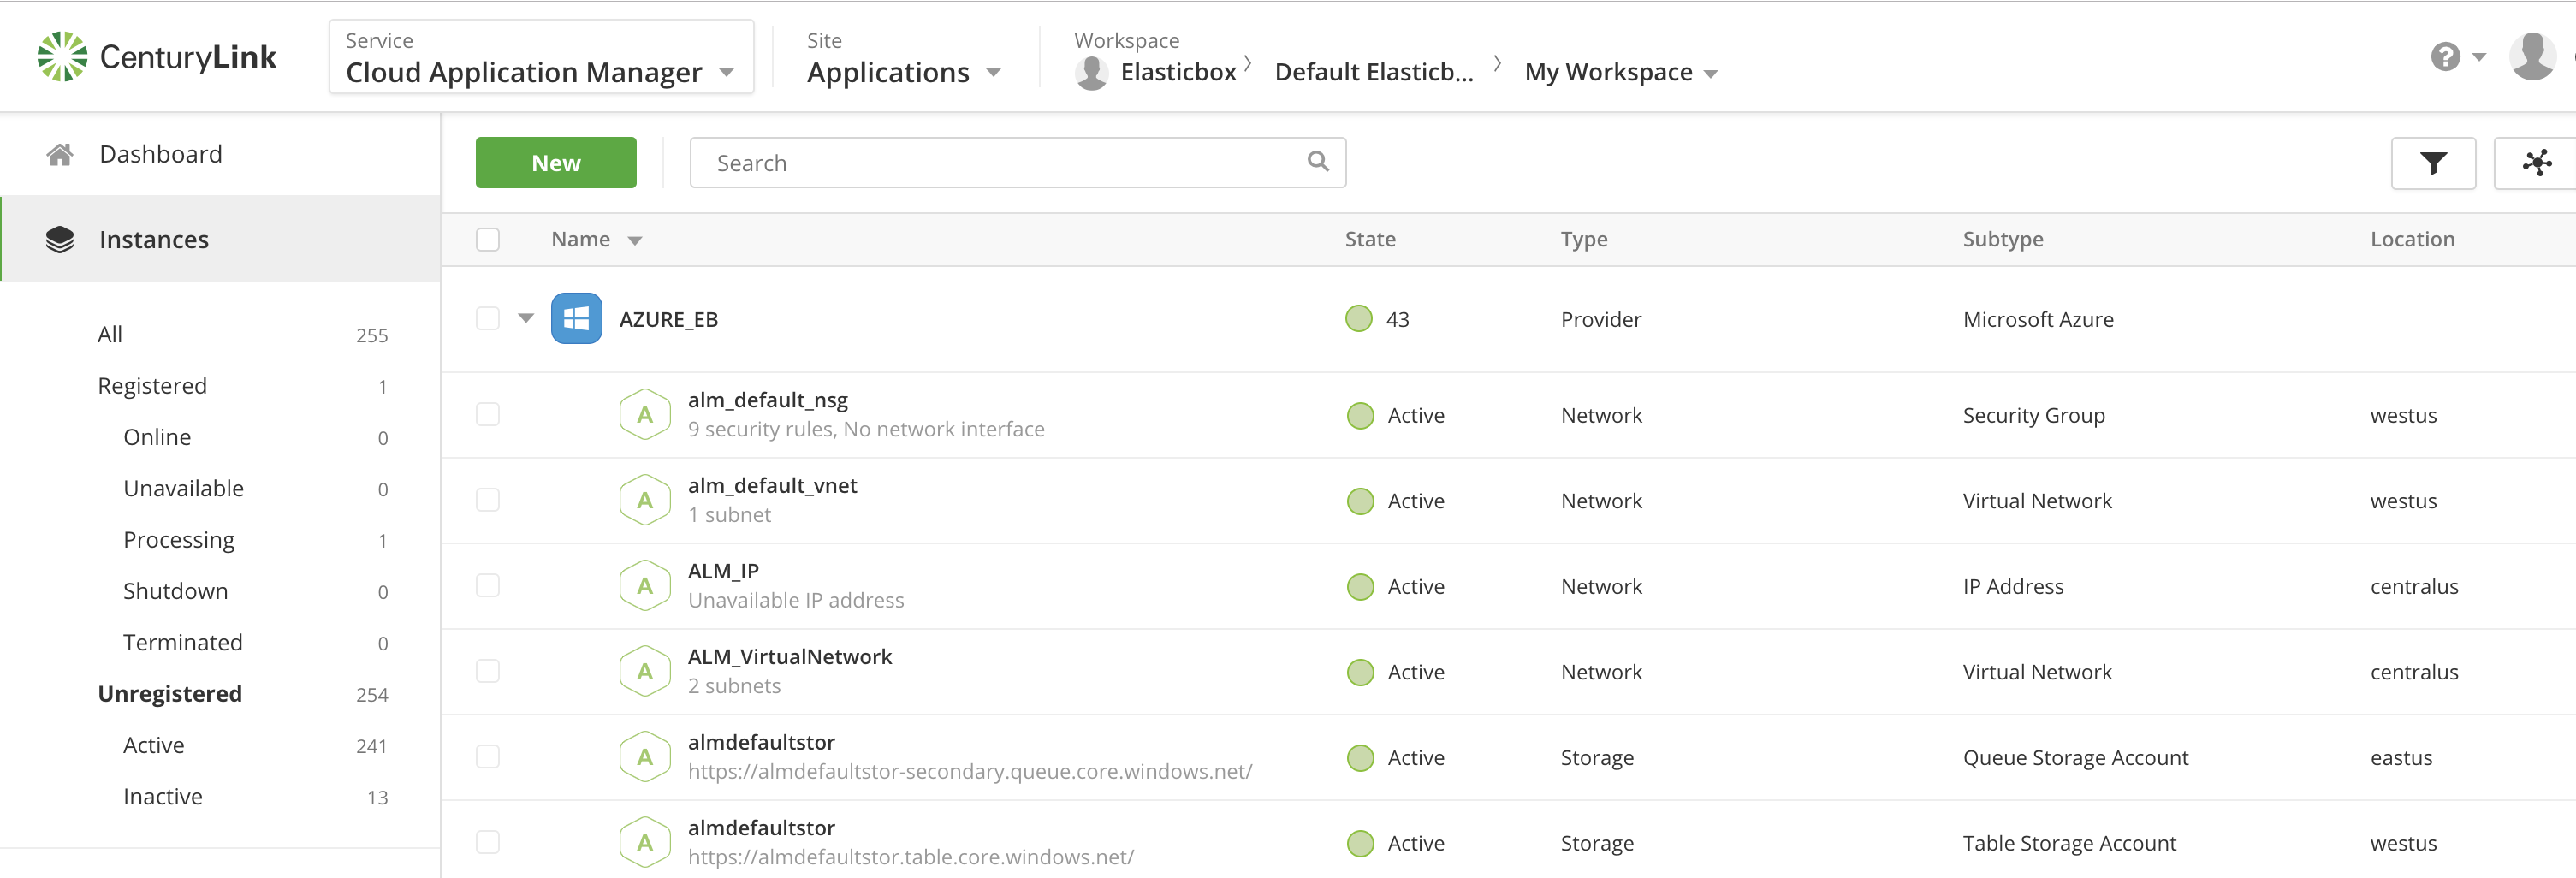 CenturyLink
Service
Cloud Application Manager
Site
Applications
Workspace
Elasticbox
Default Elasticb...
My Workspace
?
Dashboard
New
Search
Instances
Name
State
Type
Subtype
Location
AZURE_EB
43
Provider
Microsoft Azure
All
255
Registered
1
Online
0
Unavailable
0
Processing
1
Shutdown
0
Terminated
0
Unregistered
254
Active
241
Inactive
13
A
alm_default_nsg
9 security rules, No network interface
Active
Network
Security Group
westus
A
alm_default_vnet
1 subnet
Active
Network
Virtual Network
westus
A
ALM_IP
Unavailable IP address
Active
Network
IP Address
centralus
A
ALM_VirtualNetwork
2 subnets
Active
Network
Virtual Network
centralus
A
almdefaultstor
https://almdefaultstor-secondary.queue.core.windows.net/
Active
Storage
Queue Storage Account
eastus
A
almdefaultstor
https://almdefaultstor.table.core.windows.net/
Active
Storage
Table Storage Account
westus